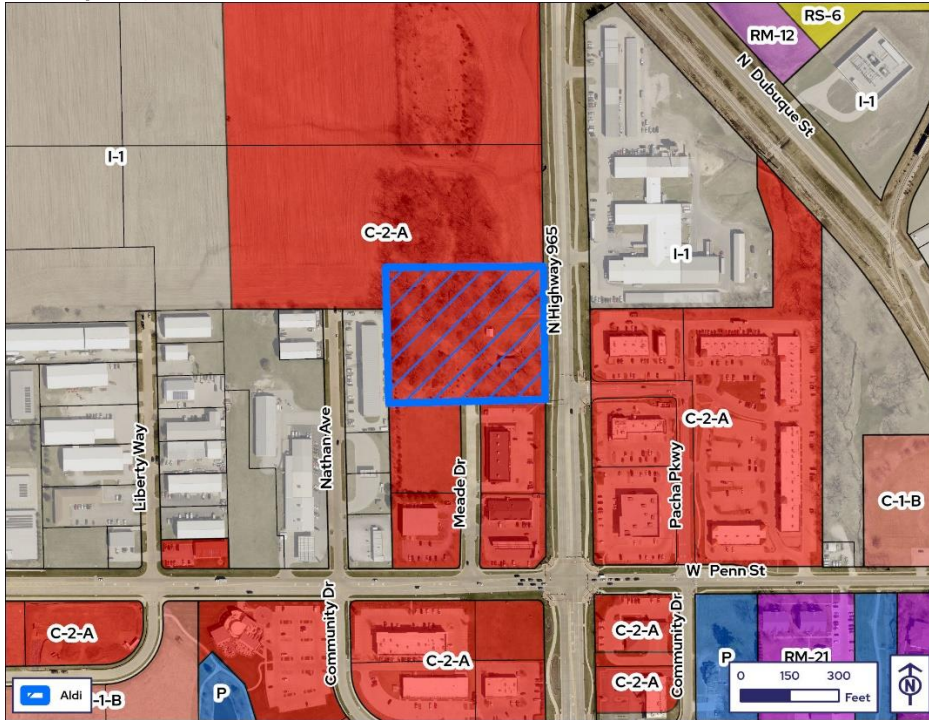 RS-6
RM-12
N Dubuque St
I-1
I-1
C-2-A
N Highway 965
I-1
Liberty Way
Nathan Ave
Meade Dr
Pacha Pkwy
C-2-A
C-1-B
W Penn St
C-2-A
Community Dr
C-2-A
C-2-A
C-2-A
Community Dr
P
RM-21
P
Aldi
C-1-B
0 150 300
Feet
N